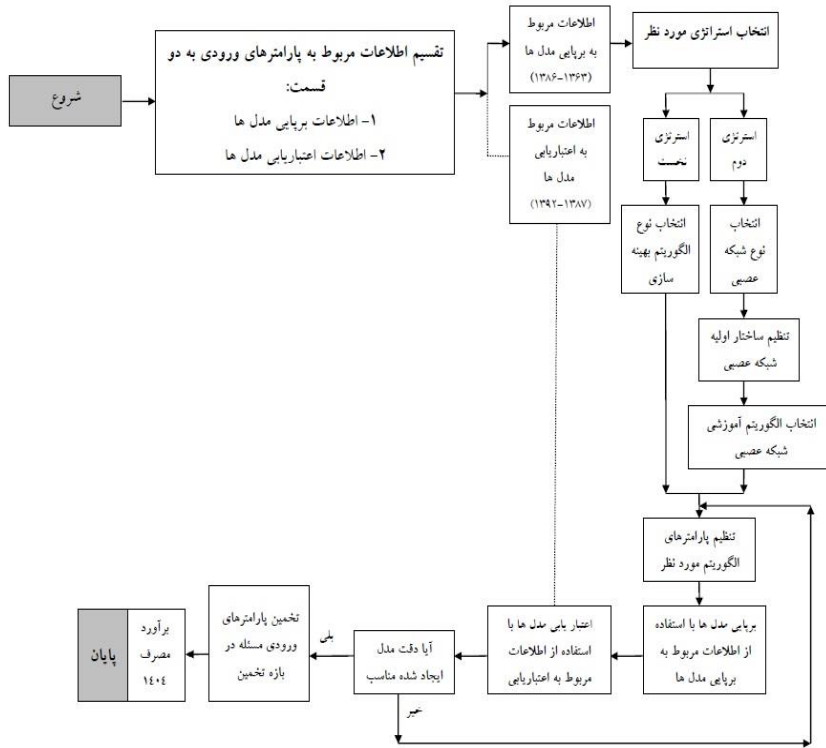 شروع
تقسیم اطلاعات مربوط به پارامترهای ورودی به دو
قسمت:
۱- اطلاعات برپایی مدل ها
۲- اطلاعات اعتباریابی مدل ها
اطلاعات مربوط
به برپایی مدل ها
(۱۳۶۳-۱۳۸۶)
اطلاعات مربوط
به اعتباریابی
مدل ها
(۱۳۸۷-۱۳۹۲)
انتخاب استراتژی مورد نظر
استرتژی
نخست
استرتژی
دوم
انتخاب نوع
الگوریتم بهینه
سازی
انتخاب
نوع شبکه
عصبی
تنظیم ساختار اولیه
شبکه عصبی
انتخاب الگوریتم آموزشی
شبکه عصبی
تنظیم پارامترهای
الگوریتم مورد نظر
برپایی مدل ها با استفاده
از اطلاعات مربوط به
برپایی مدل ها
اعتبار یابی مدل ها با
استفاده از اطلاعات
مربوط به اعتباریابی
آیا دقت مدل
ایجاد شده مناسب
بلی
خیر
تخمین پارامترهای
ورودی مسئله در
بازه تخمین
برآورد
مصرف
۱۴۰۴
پایان